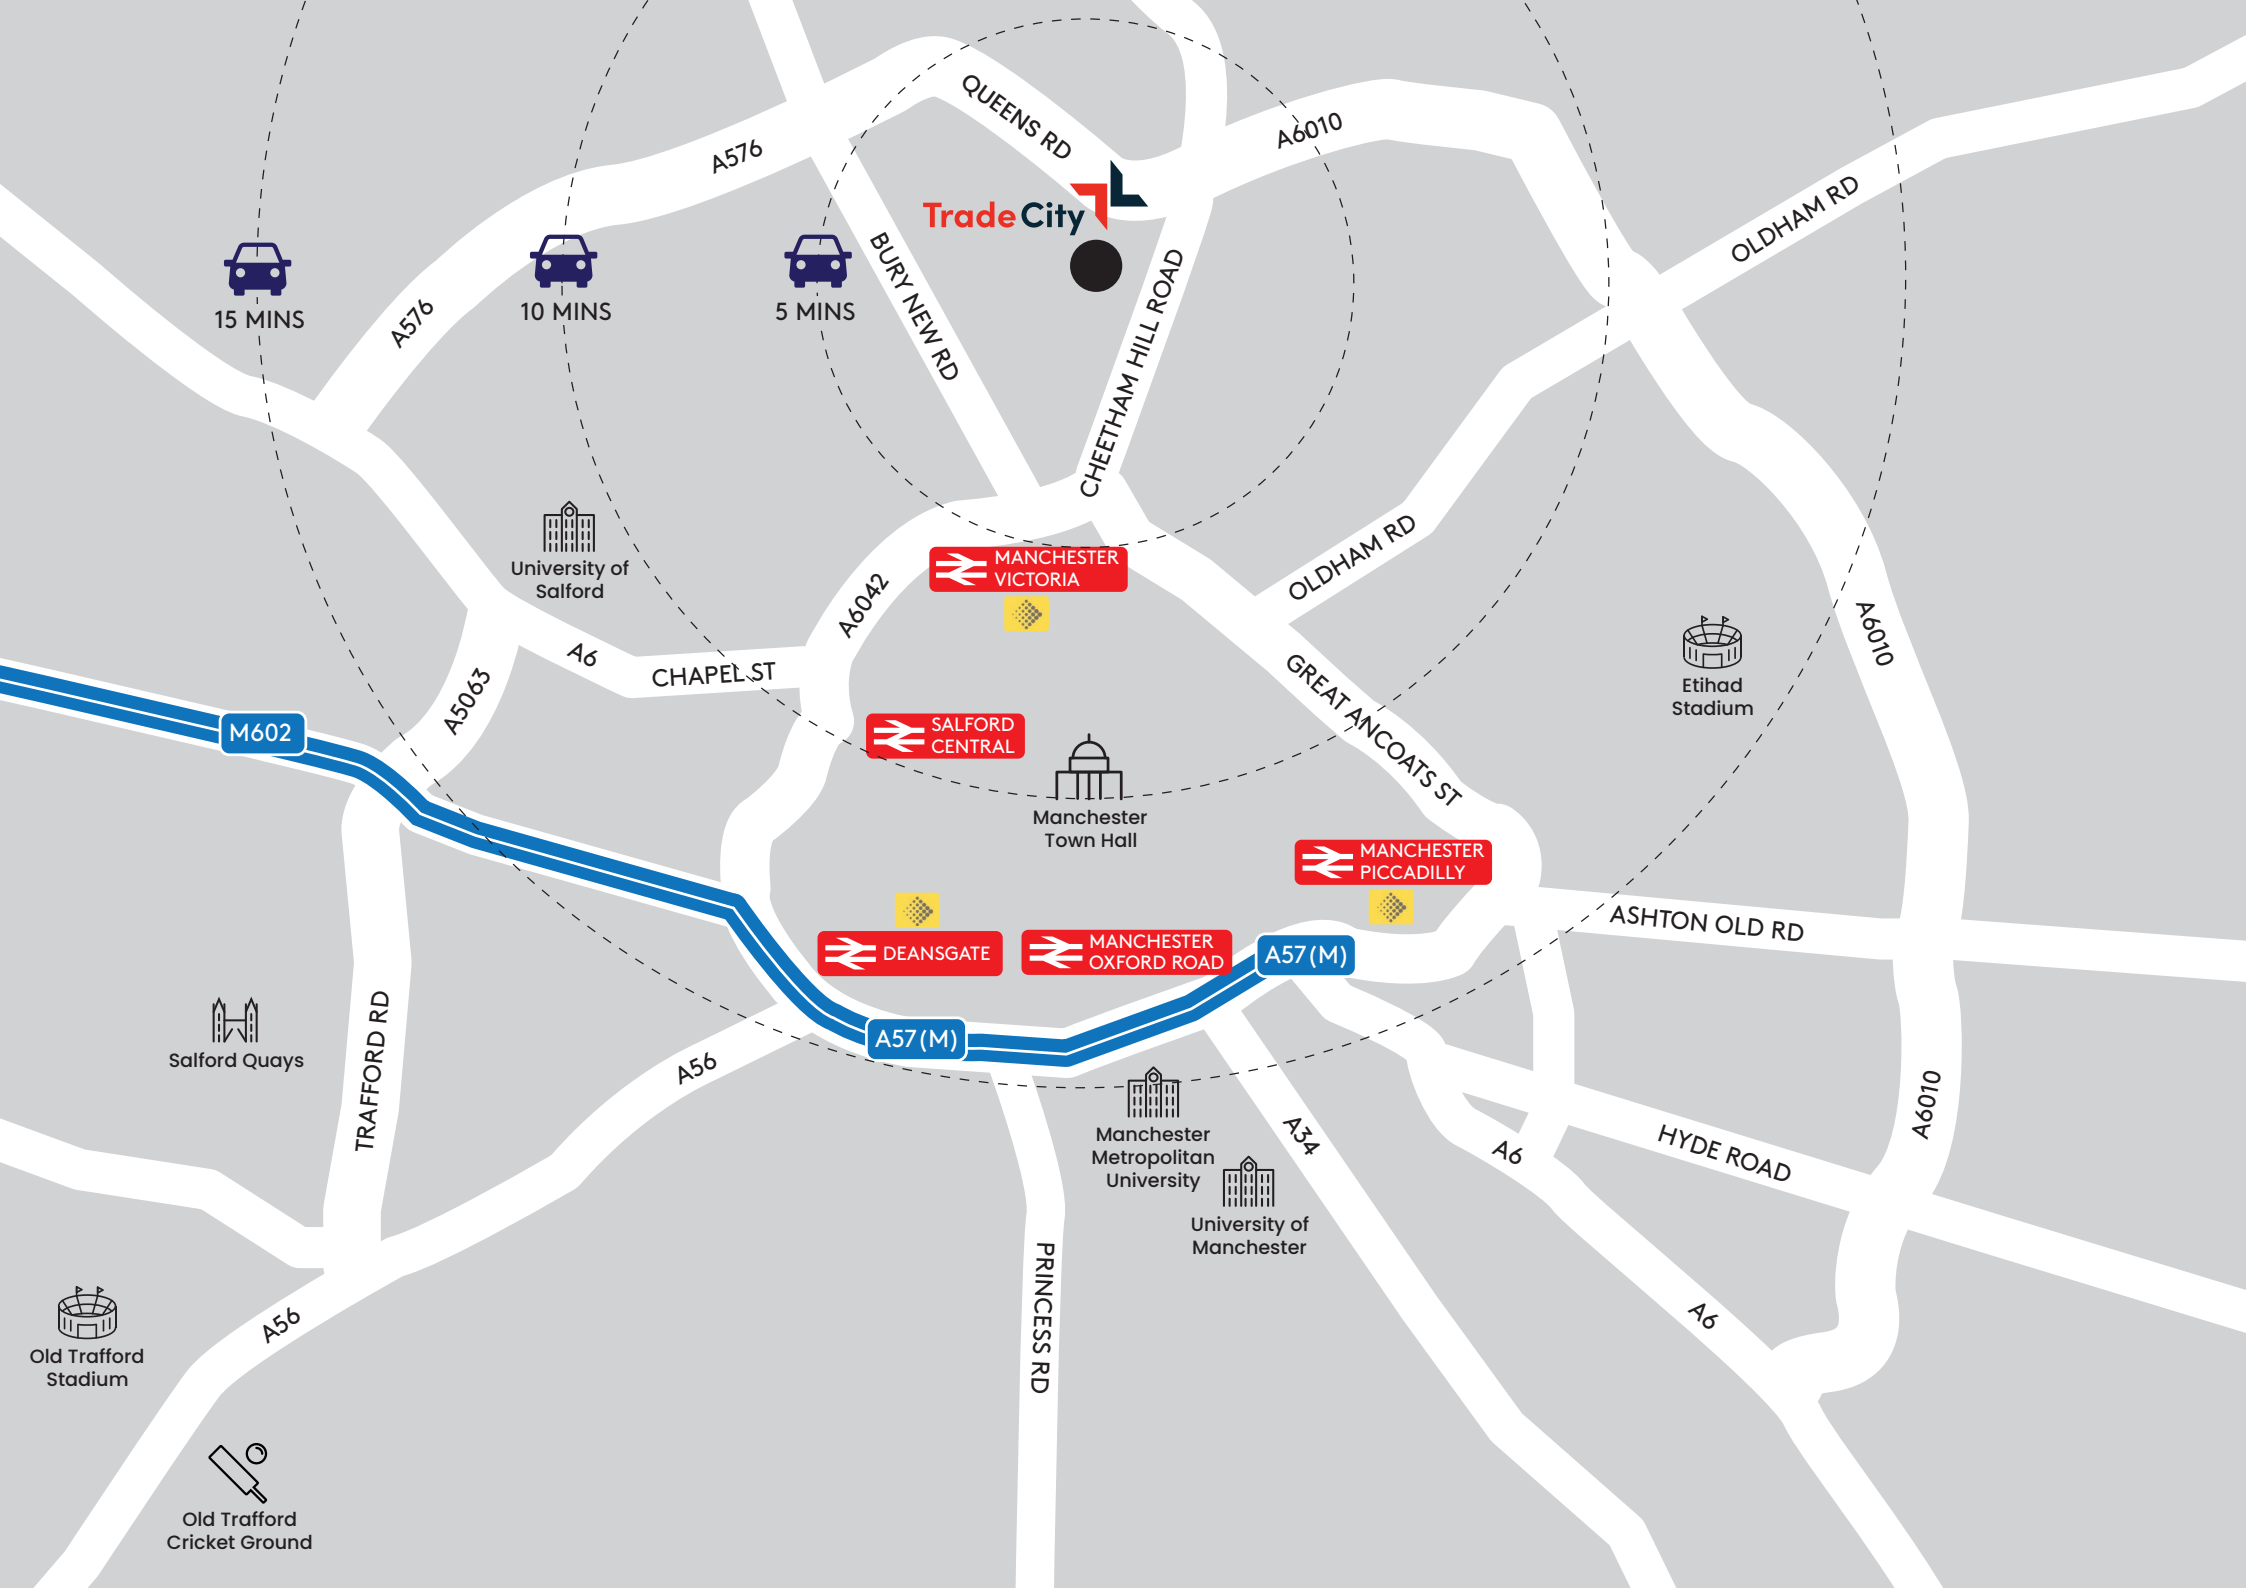 QUEENS RD
A6010
A576
OLDHAM RD
Trade City
BURY NEW RD
CHEETHAM HILL ROAD
15 MINS
10 MINS
5 MINS
A576
OLDHAM RD
University of
Salford
MANCHESTER
VICTORIA
A6042
A6010
A6
CHAPEL ST
A5063
GREAT ANCOATS ST
Etihad
Stadium
M602
SALFORD
CENTRAL
Manchester
Town Hall
MANCHESTER
PICCADILLY
ASHTON OLD RD
DEANSGATE
MANCHESTER
OXFORD ROAD
A57(M)
A57(M)
Salford Quays
TRAFFORD RD
A56
A6010
Manchester
Metropolitan
University
A34
A6
HYDE ROAD
University of
Manchester
PRINCESS RD
A56
A6
Old Trafford
Stadium
Old Trafford
Cricket Ground